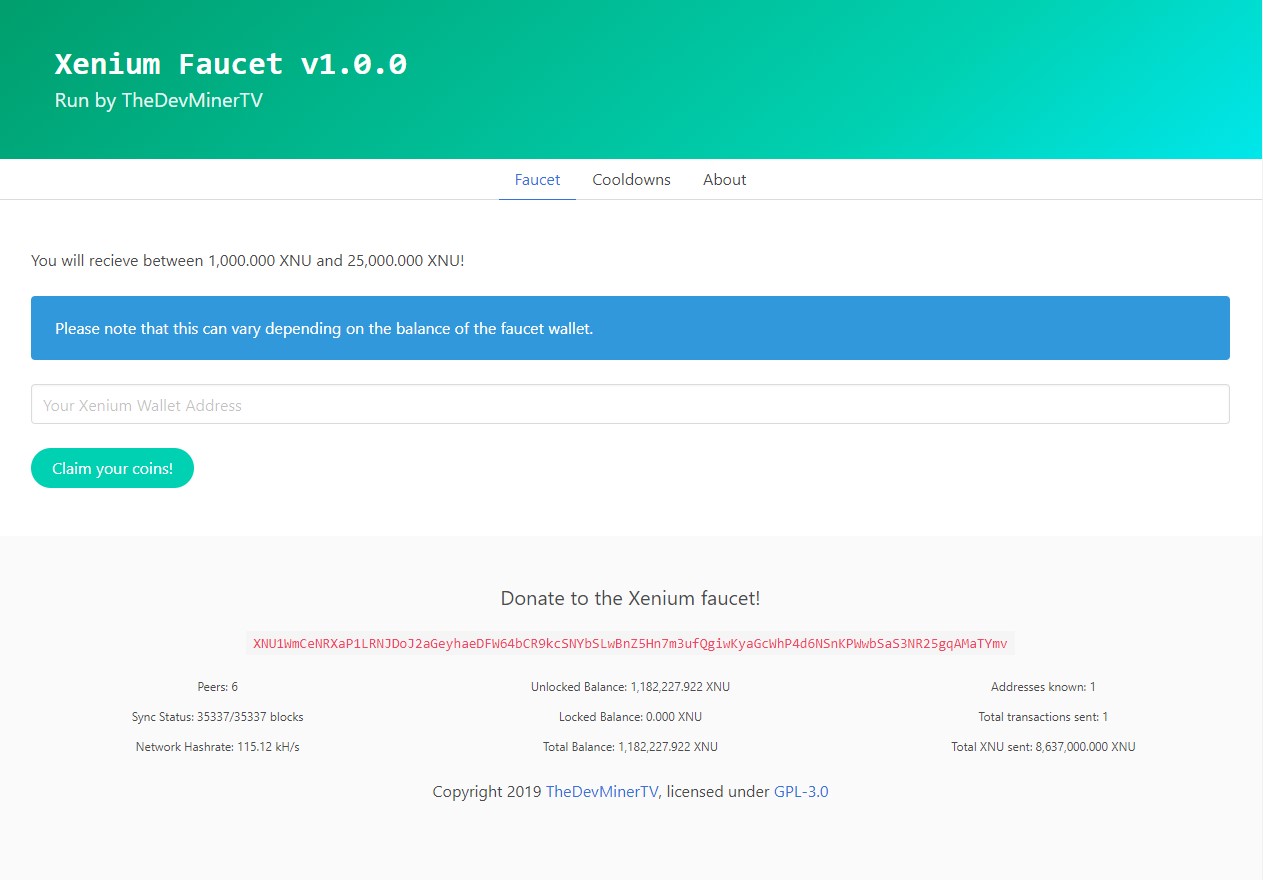 Xenium Faucet v1.0.0
Run by TheDevMinerTV
Faucet Cooldowns About
You will recieve between 1,000.000 XNU and 25,000.000 XNU!
Please note that this can vary depending on the balance of the faucet wallet.
Your Xenium Wallet Address
Claim your coins!
Donate to the Xenium faucet!
XNU1WmCeNRXaP1LRNJDoJ2aGeyhaeDFW64bCR9kcSNYbSLwBnZ5Hn7m3ufQgiwKyaGcWhP4d6NSnKPWwbSaS3NR25gqAMaTYmv
Peers: 6
Sync Status: 35337/35337 blocks
Network Hashrate: 115.12 kH/s
Unlocked Balance: 1,182,227.922 XNU
Locked Balance: 0.000 XNU
Total Balance: 1,182,227.922 XNU
Addresses known: 1
Total transactions sent: 1
Total XNU sent: 8,637,000.000 XNU
Copyright 2019 TheDevMinerTV, licensed under GPL-3.0